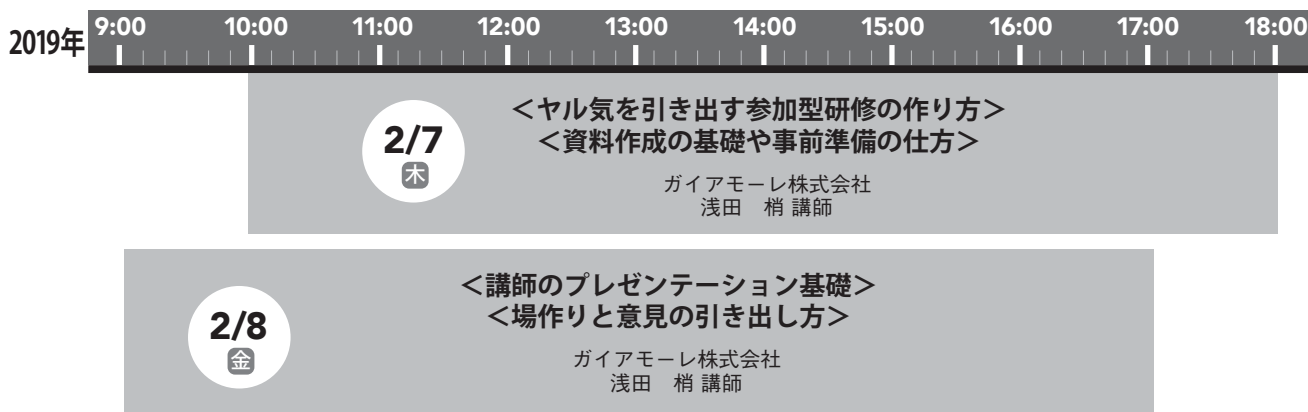 2019年 9:00 10:00 11:00 12:00 13:00 14:00 15:00 16:00 17:00 18:00
2/7
木
＜ヤル気を引き出す参加型研修の作り方＞
＜資料作成の基礎や事前準備の仕方＞
ガイアモーレ株式会社
浅田　梢 講師
2/8
金
＜講師のプレゼンテーション基礎＞
＜場作りと意見の引き出し方＞
ガイアモーレ株式会社
浅田　梢 講師